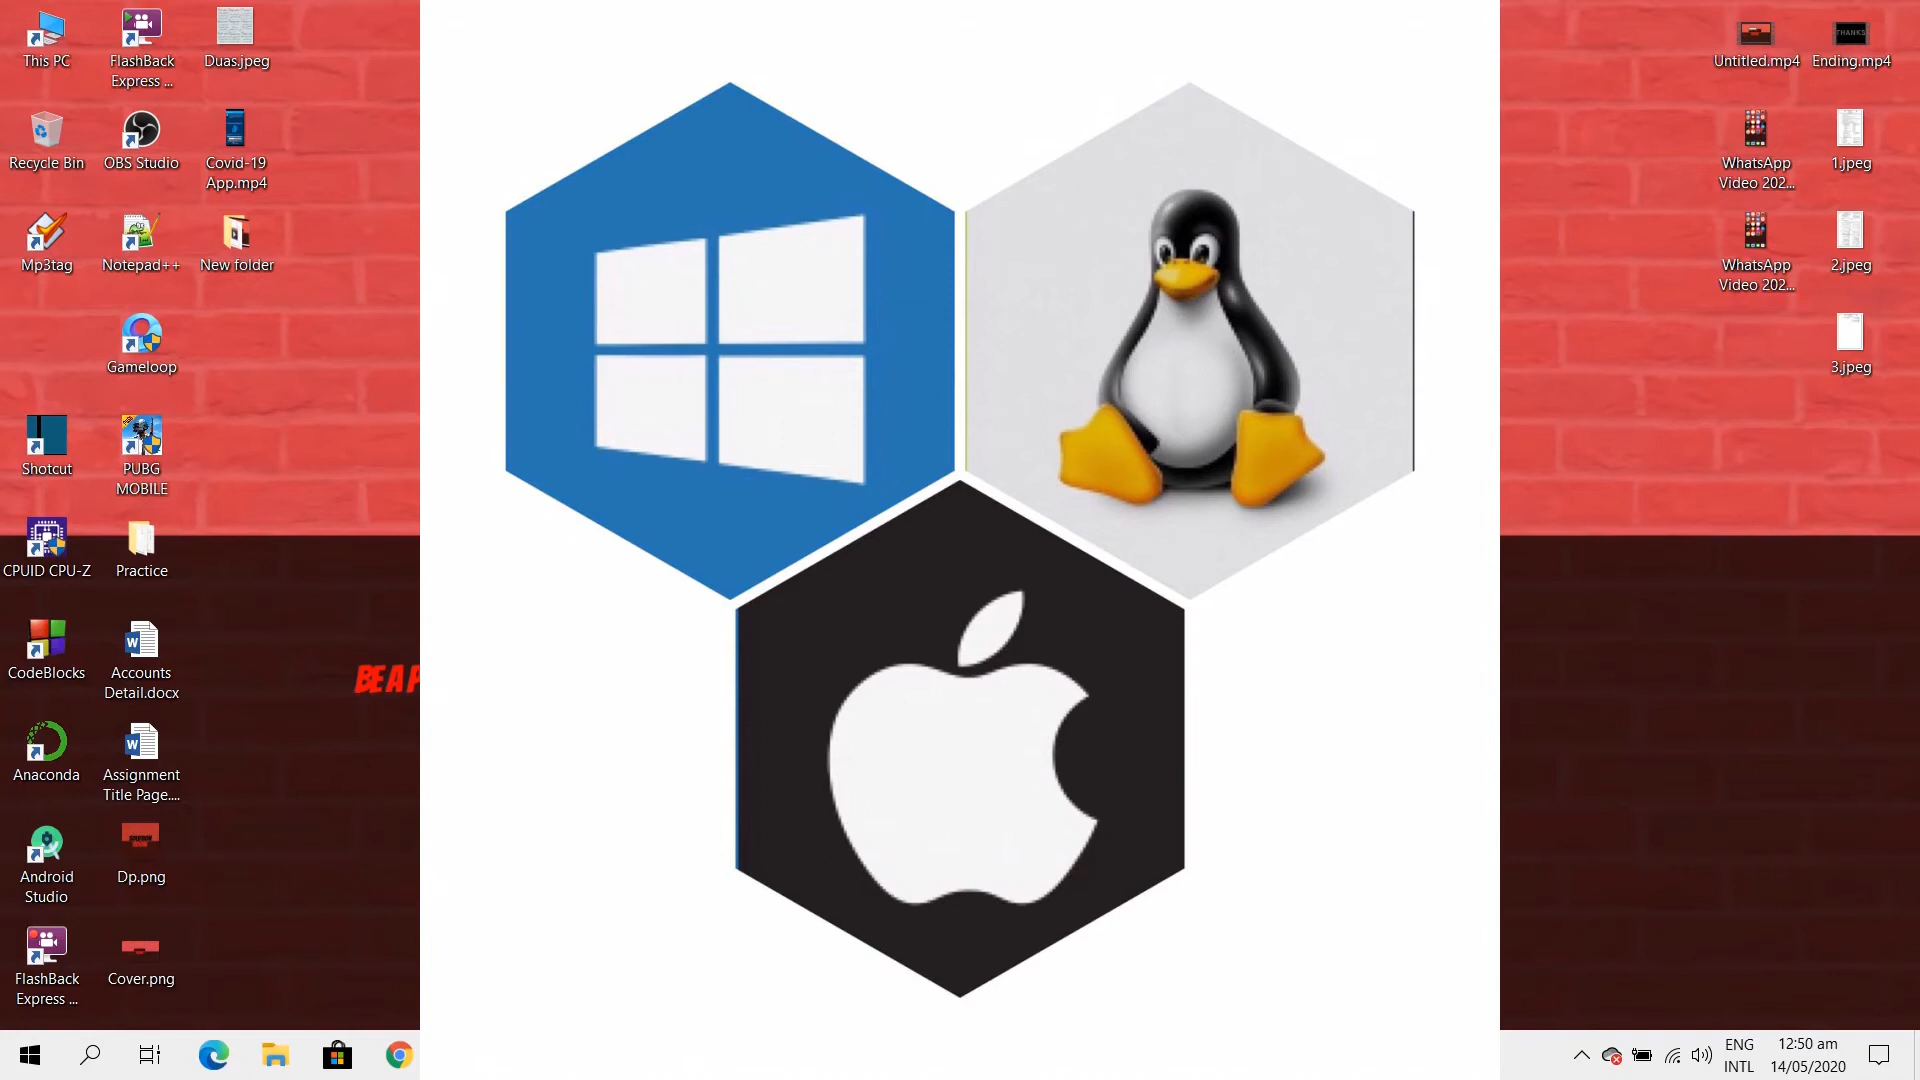 This PC
FlashBack
Express ...
Duas.jpeg
Recycle Bin
OBS Studio
Covid-19
App.mp4
Mp3tag
Notepad++
New folder
Gameloop
Shotcut
PUBG
MOBILE
CPUID CPU-Z
Practice
CodeBlocks
Accounts
Detail.docx
BEAP
Anaconda
Assignment
Title Page....
Android
Studio
Dp.png
FlashBack
Express ...
Cover.png
Untitled.mp4
THANKS
Ending.mp4
WhatsApp
Video 202...
1.jpeg
WhatsApp
Video 202...
2.jpeg
3.jpeg
ENG
INTL
12:50 am
14/05/2020